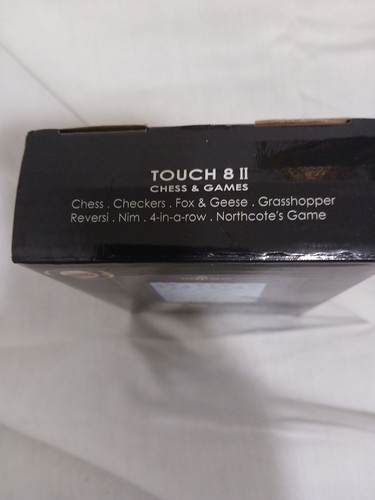 TOUCH 8 II
CHESS & GAMES
Chess . Checkers . Fox & Geese . Grasshopper
Reversi . Nim . 4-in-a-row . Northcote's Game